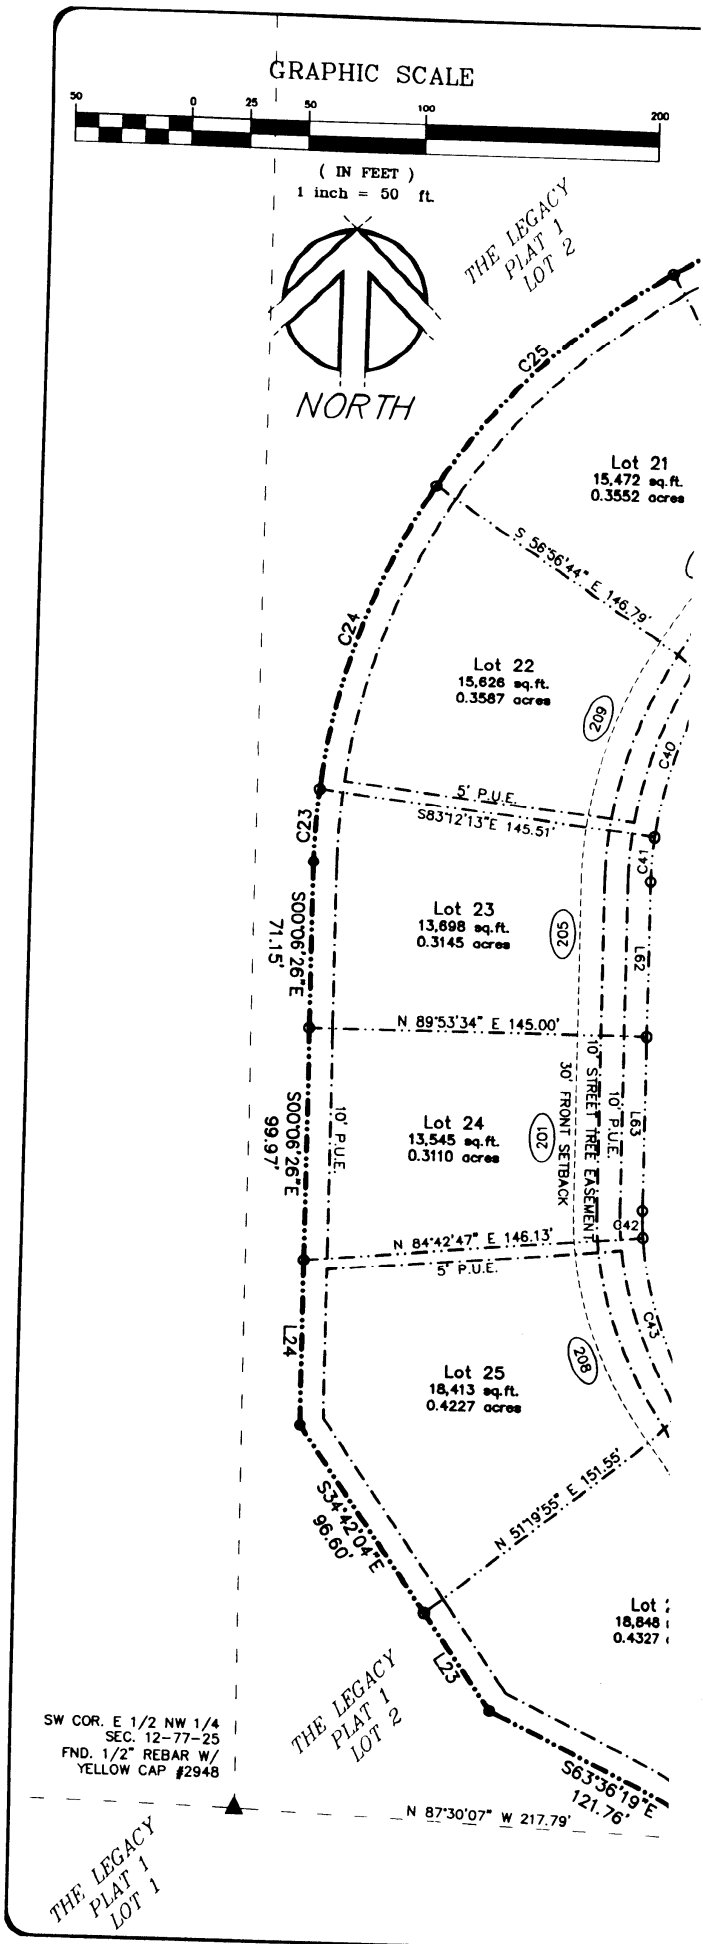 GRAPHIC SCALE
50 0 25 50 100 200
( IN FEET )
1 inch = 50 ft.
THE LEGACY
PLAT 1
LOT 2
NORTH
C25
Lot 21
15,472 sq.ft.
0.3552 acres
S 56°56'44" E 146.79'
C24
Lot 22
15,626 sq.ft.
0.3587 acres
209
C40
5' P.U.E.
S83°12'13"E 145.51'
C23
C41
S00°06'26"E
71.15'
Lot 23
13,698 sq.ft.
0.3145 acres
205
L62
N 89°53'34" E 145.00'
S00°06'26"E
99.97'
10' P.U.E.
Lot 24
13,545 sq.ft.
0.3110 acres
201
30' FRONT SETBACK
10' STREET TREE EASEMENT
10' P.U.E.
L63
C42
N 84°42'47" E 146.13'
5' P.U.E.
L24
C43
208
Lot 25
18,413 sq.ft.
0.4227 acres
S34°42'04"E
96.60'
N 51°19'55" E 151.55'
Lot
18,848
0.4327
L23
THE LEGACY
PLAT 1
LOT 2
SW COR. E 1/2 NW 1/4
SEC. 12-77-25
FND. 1/2" REBAR W/
YELLOW CAP #2948
S63°36'19"E
121.76'
N 87°30'07" W 217.79'
THE LEGACY
PLAT 1
LOT 1